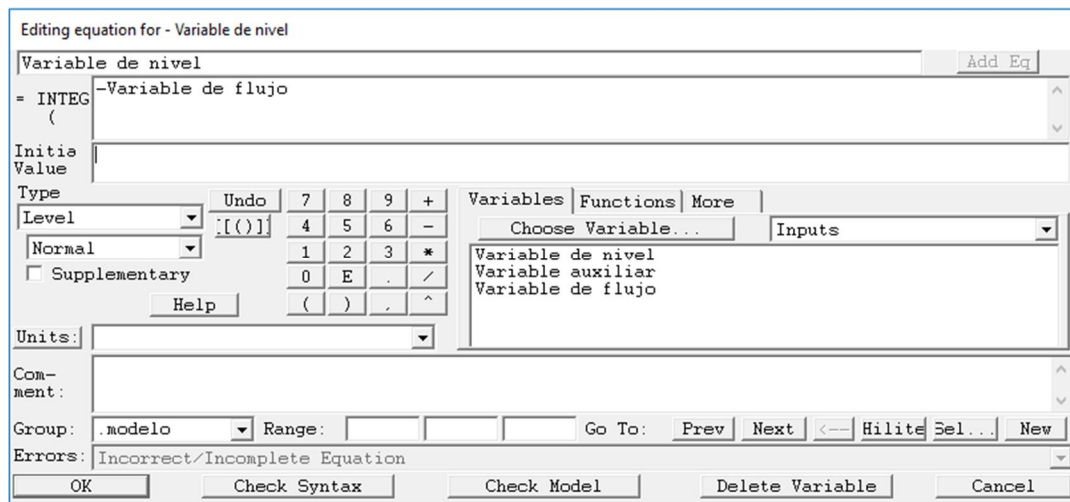 Editing equation for - Variable de nivel
Variable de nivel Add Eq
= INTEG ( -Variable de flujo
Initia Value
Type Undo 7 8 9 + Variables Functions More
Level [[()]] 4 5 6 - Choose Variable... Inputs
Normal 1 2 3 * Variable de nivel
Supplementary 0 E . / Variable auxiliar
Help ( ) , ^ Variable de flujo
Units:
Com-
ment:
Group: .modelo Range: Go To: Prev Next <-- Hilite Sel... New
Errors: Incorrect/Incomplete Equation
OK Check Syntax Check Model Delete Variable Cancel